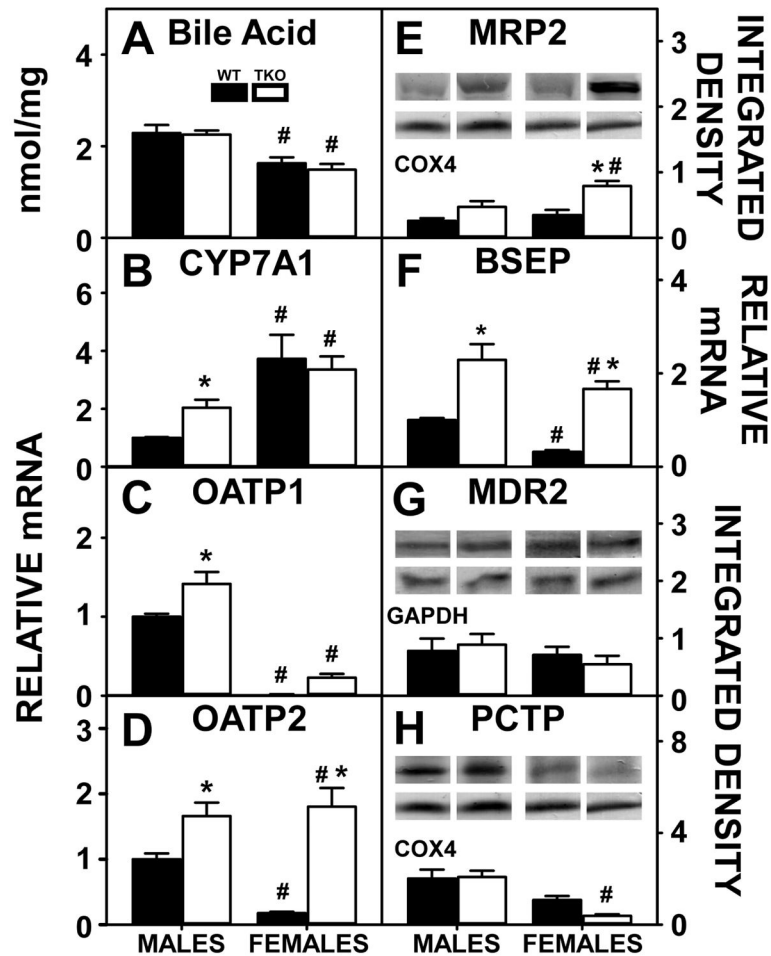 A Bile Acid
WT TKO
nmol/mg
4
2
0
# #
E MRP2
COX4
* #
3
2
1
0
INTEGRATED
DENSITY
B CYP7A1
6
4
2
0
*
# #
F BSEP
*
#
# *
4
2
0
RELATIVE
mRNA
C OATP1
2
1
0
*
# #
RELATIVE mRNA
G MDR2
GAPDH
3
2
1
0
INTEGRATED DENSITY
D OATP2
3
2
1
0
*
#
# *
H PCTP
COX4
#
8
4
0
MALES FEMALES
MALES FEMALES